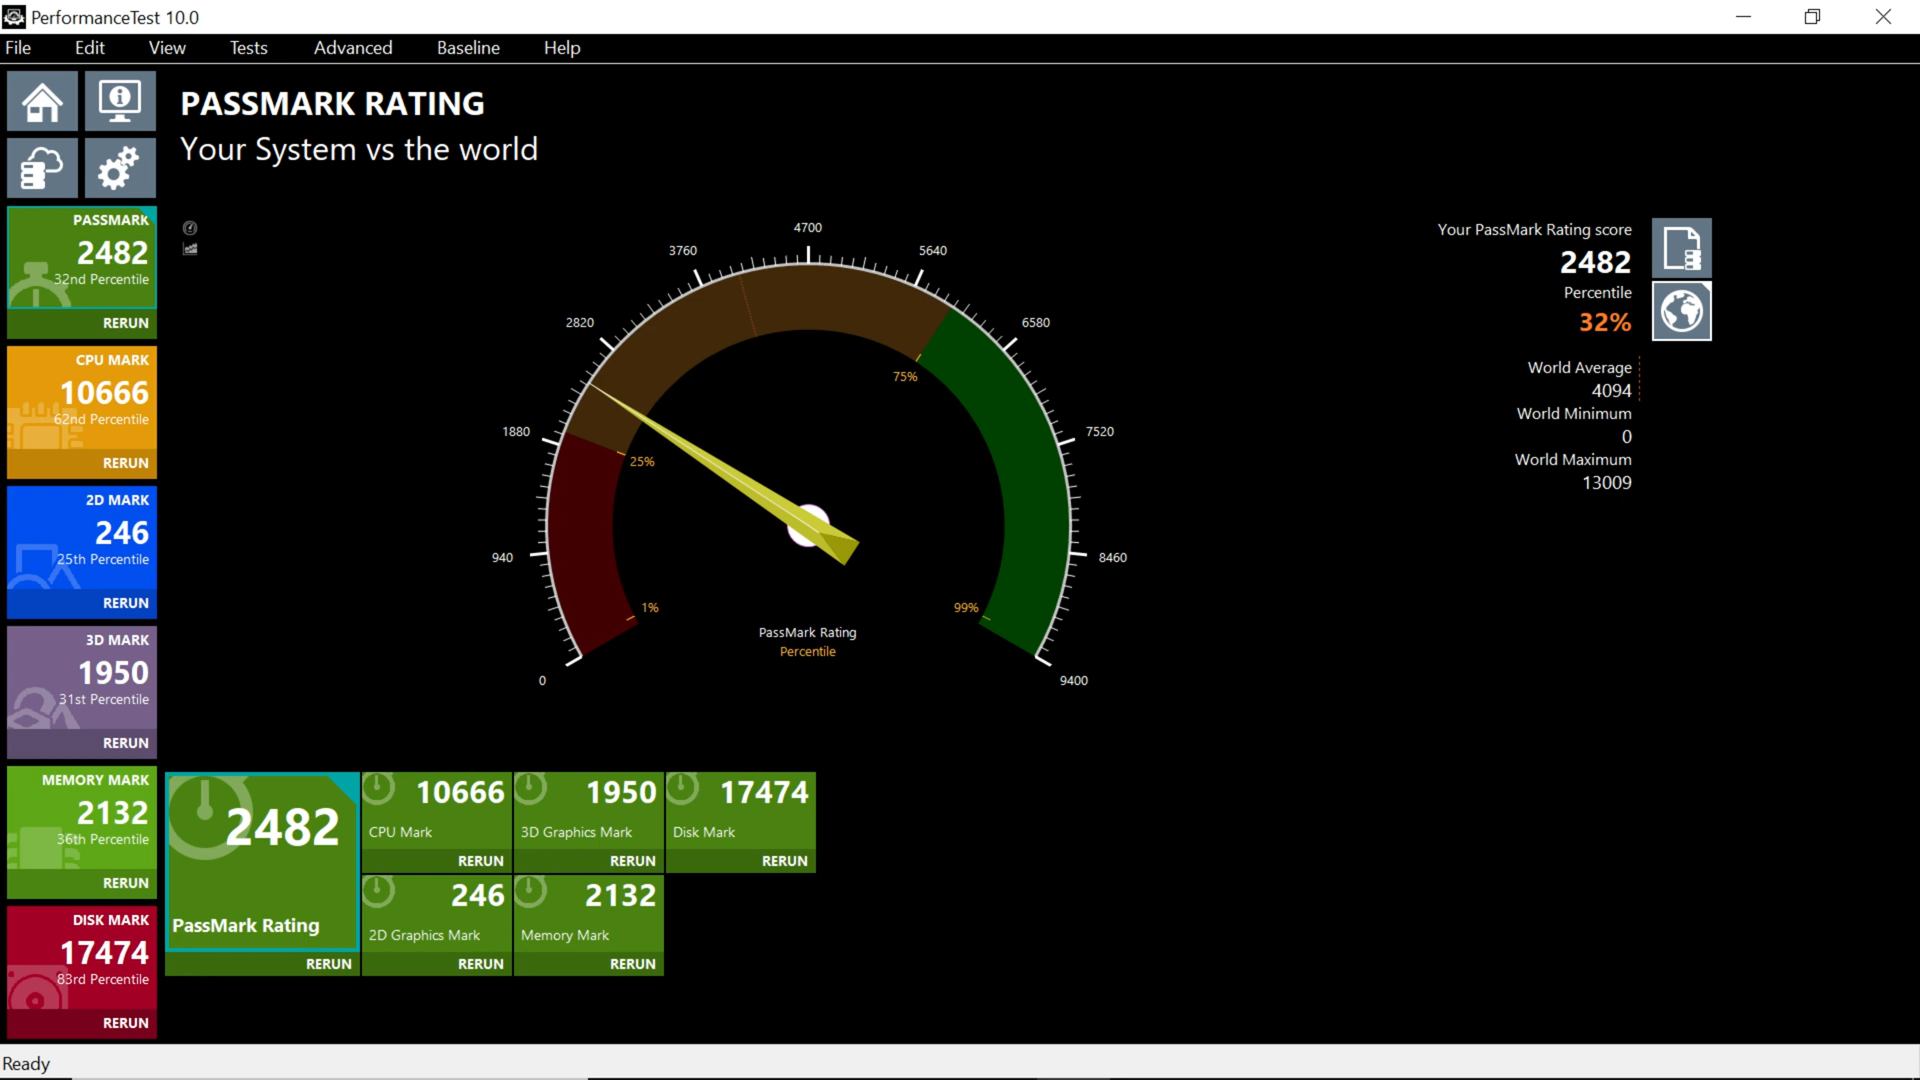 PerformanceTest 10.0
File Edit View Tests Advanced Baseline Help
PASSMARK RATING
Your System vs the world
PASSMARK
2482
32nd Percentile
RERUN
CPU MARK
10666
62nd Percentile
RERUN
2D MARK
246
25th Percentile
RERUN
3D MARK
1950
31st Percentile
RERUN
MEMORY MARK
2132
36th Percentile
RERUN
DISK MARK
17474
83rd Percentile
RERUN
0
940
1880
2820
3760
4700
5640
6580
7520
8460
9400
1%
25%
75%
99%
PassMark Rating
Percentile
Your PassMark Rating score
2482
Percentile
32%
World Average
4094
World Minimum
0
World Maximum
13009
2482
PassMark Rating
RERUN
10666
CPU Mark
RERUN
1950
3D Graphics Mark
RERUN
17474
Disk Mark
RERUN
246
2D Graphics Mark
RERUN
2132
Memory Mark
RERUN
Ready